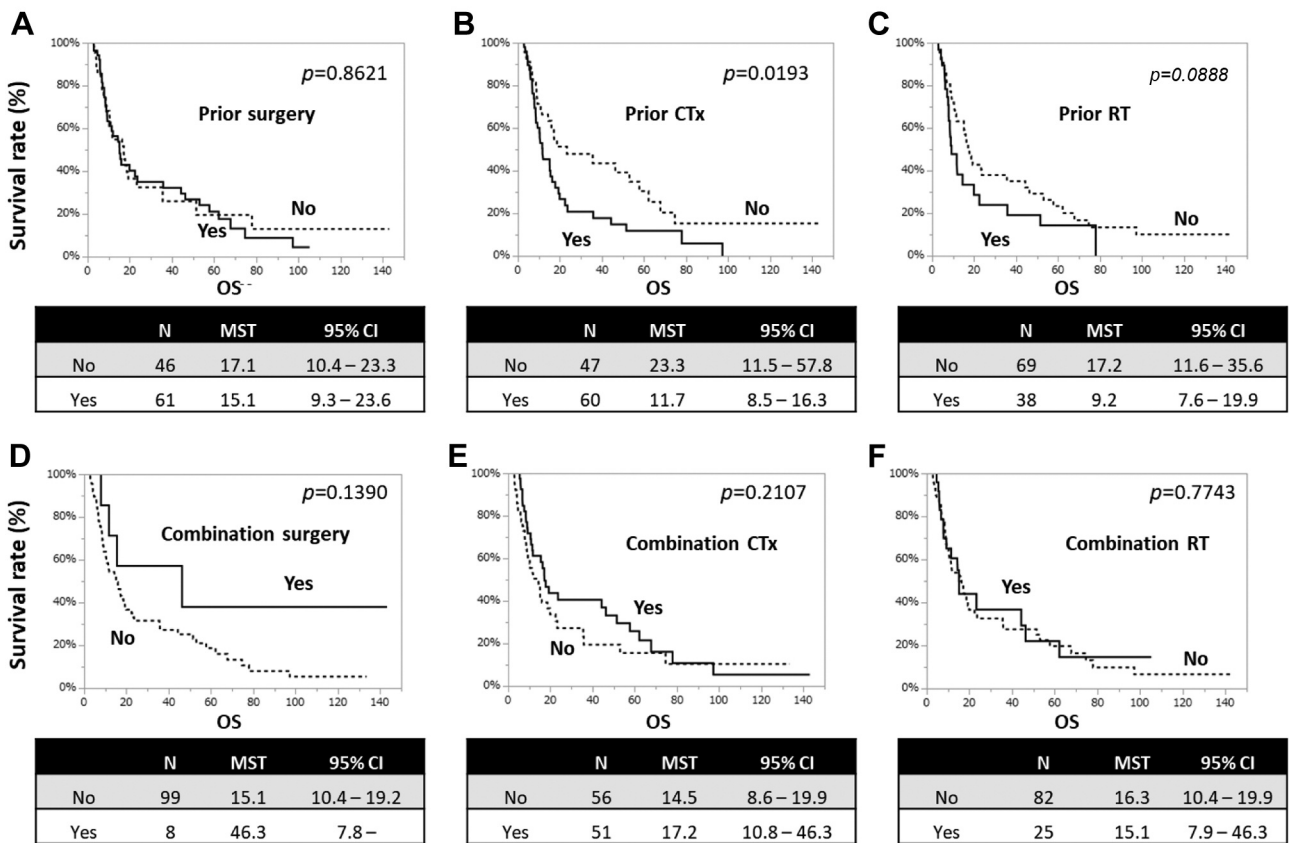 A
Survival rate (%)
100%
80%
60%
40%
20%
0%
p=0.8621
Prior surgery
No
Yes
0 20 40 60 80 100 120 140
OS
N MST 95% CI
No 46 17.1 10.4 – 23.3
Yes 61 15.1 9.3 – 23.6
B
100%
80%
60%
40%
20%
0%
p=0.0193
Prior CTx
No
Yes
0 20 40 60 80 100 120 140
OS
N MST 95% CI
No 47 23.3 11.5 – 57.8
Yes 60 11.7 8.5 – 16.3
C
100%
80%
60%
40%
20%
0%
p=0.0888
Prior RT
No
Yes
0 20 40 60 80 100 120 140
OS
N MST 95% CI
No 69 17.2 11.6 – 35.6
Yes 38 9.2 7.6 – 19.9
D
Survival rate (%)
100%
80%
60%
40%
20%
0%
p=0.1390
Combination surgery
Yes
No
0 20 40 60 80 100 120 140
OS
N MST 95% CI
No 99 15.1 10.4 – 19.2
Yes 8 46.3 7.8 –
E
100%
80%
60%
40%
20%
0%
p=0.2107
Combination CTx
Yes
No
0 20 40 60 80 100 120 140
OS
N MST 95% CI
No 56 14.5 8.6 – 19.9
Yes 51 17.2 10.8 – 46.3
F
100%
80%
60%
40%
20%
0%
p=0.7743
Combination RT
Yes
No
0 20 40 60 80 100 120 140
OS
N MST 95% CI
No 82 16.3 10.4 – 19.9
Yes 25 15.1 7.9 – 46.3